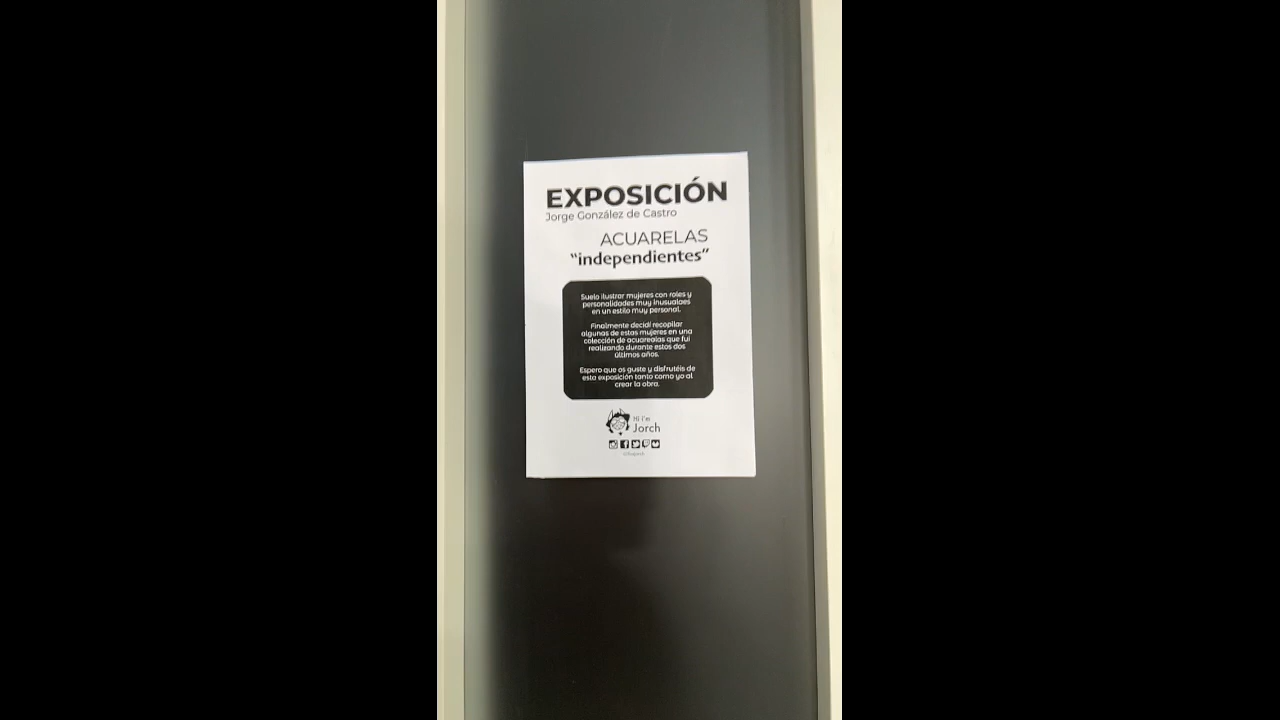 EXPOSICIÓN
Jorge González de Castro
ACUARELAS
“independientes”
Suelo ilustrar mujeres con roles y
personalidades muy inusualaes
en un estilo muy personal.
Finalmente decidí recopilar
algunas de estas mujeres en una
colección de acuarealas que fui
realizando durante estos dos
últimos años.
Espero que os guste y disfrutéis de
esta exposición tanto como yo al
crear la obra.
Hi i'm
Jorch